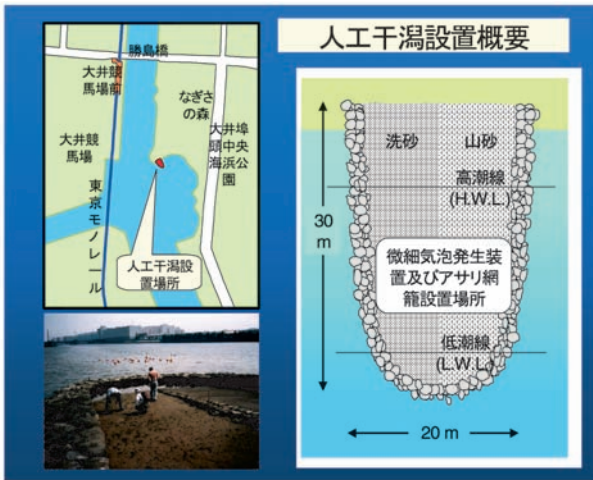 人工干潟設置概要
勝島橋
大井競
馬場前
なぎさ
の森
大井競
馬場
大井埠
頭中央
海浜公
園
東京モノレール
人工干潟設
置場所
洗砂
山砂
高潮線
(H.W.L.)
30
m
微細気泡発生装
置及びアサリ網
籠設置場所
低潮線
(L.W.L.)
20 m